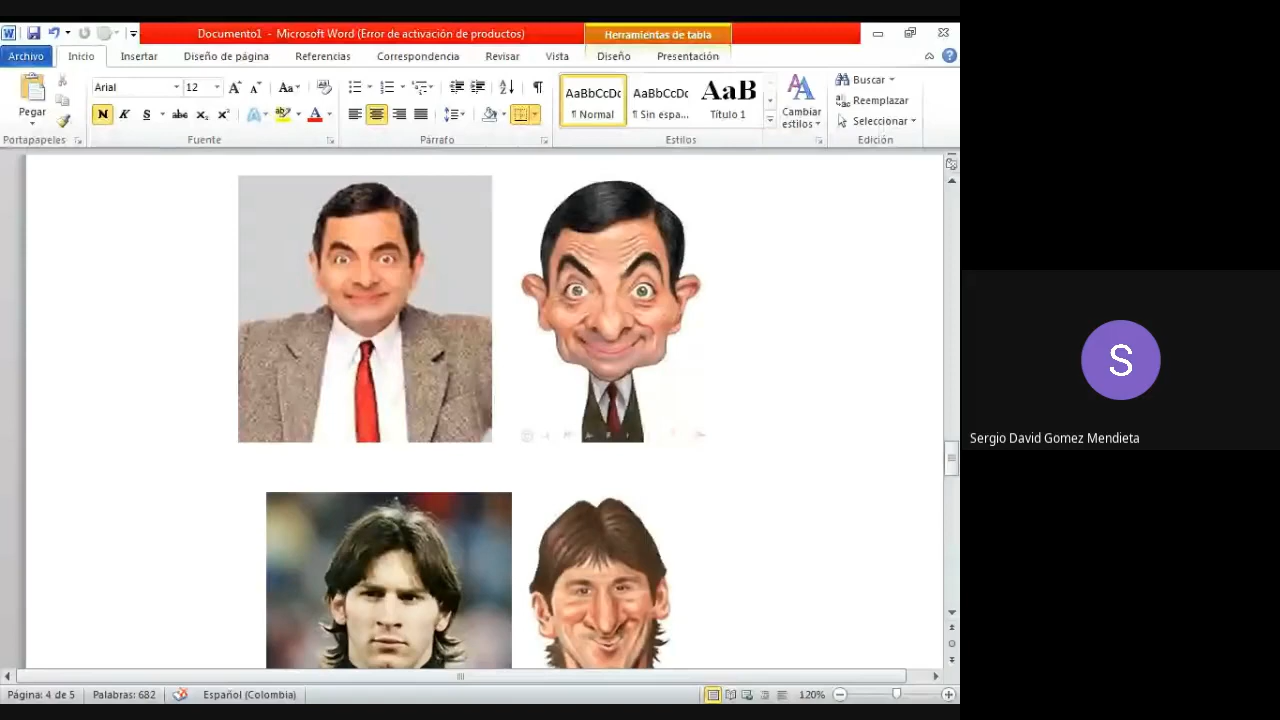 Documento1 - Microsoft Word (Error de activación de productos)
Herramientas de tabla
Archivo
Inicio
Insertar
Diseño de página
Referencias
Correspondencia
Revisar
Vista
Diseño
Presentación
Pegar
Portapapeles
Arial
12
Aa
N K S abc x₂ x²
A
Fuente
Párrafo
AaBbCcDc
¶ Normal
AaBbCcDc
¶ Sin espa...
AaB
Título 1
Cambiar
estilos
Estilos
Buscar
Reemplazar
Seleccionar
Edición
S
Sergio David Gomez Mendieta
Página: 4 de 5
Palabras: 682
Español (Colombia)
120%